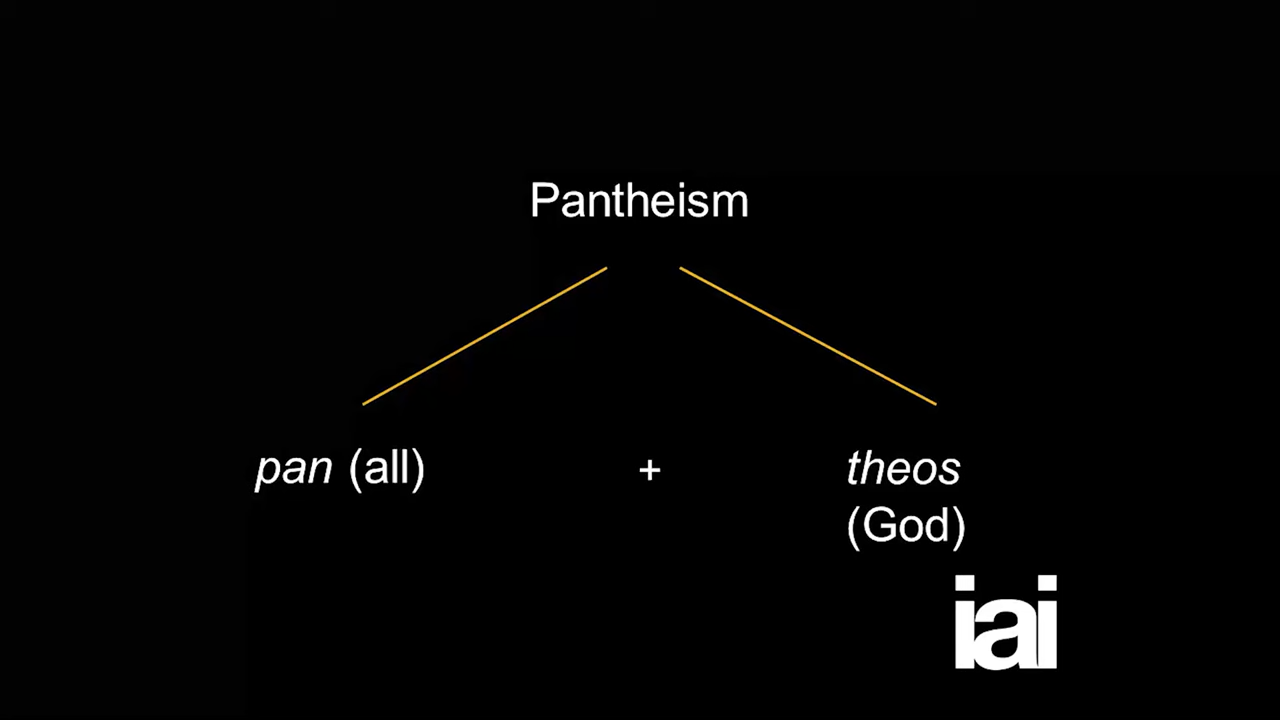 Pantheism
pan (all)
+
theos
(God)
iai